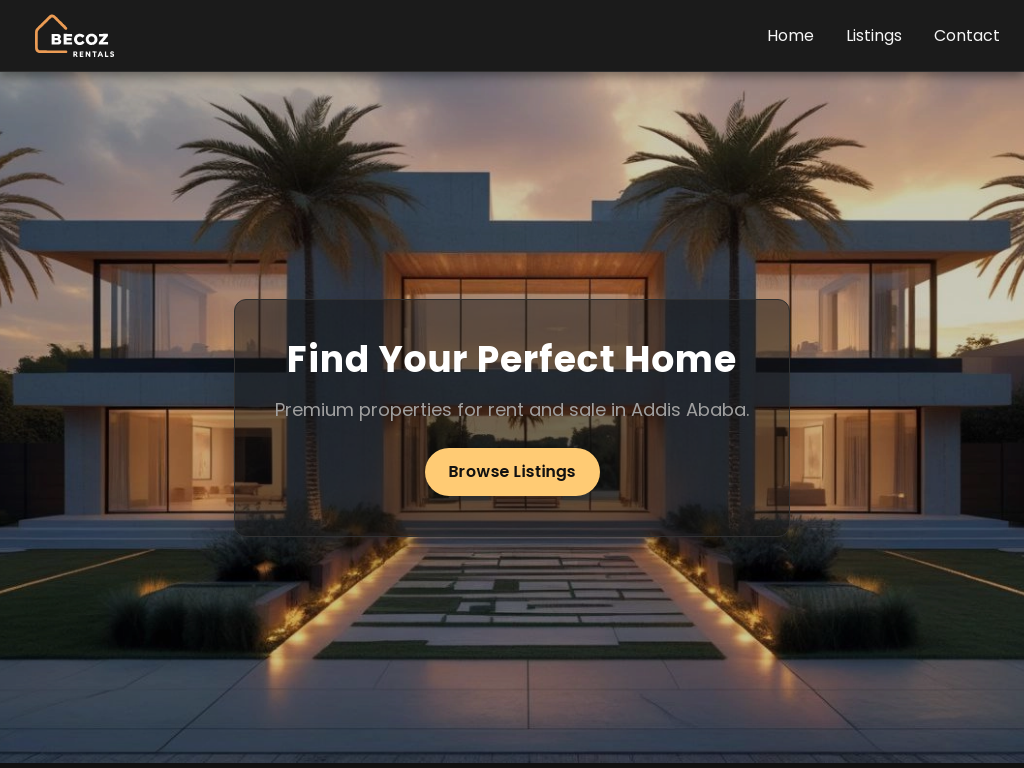 BECOZ
RENTALS
Home Listings Contact
Find Your Perfect Home
Premium properties for rent and sale in Addis Ababa.
Browse Listings